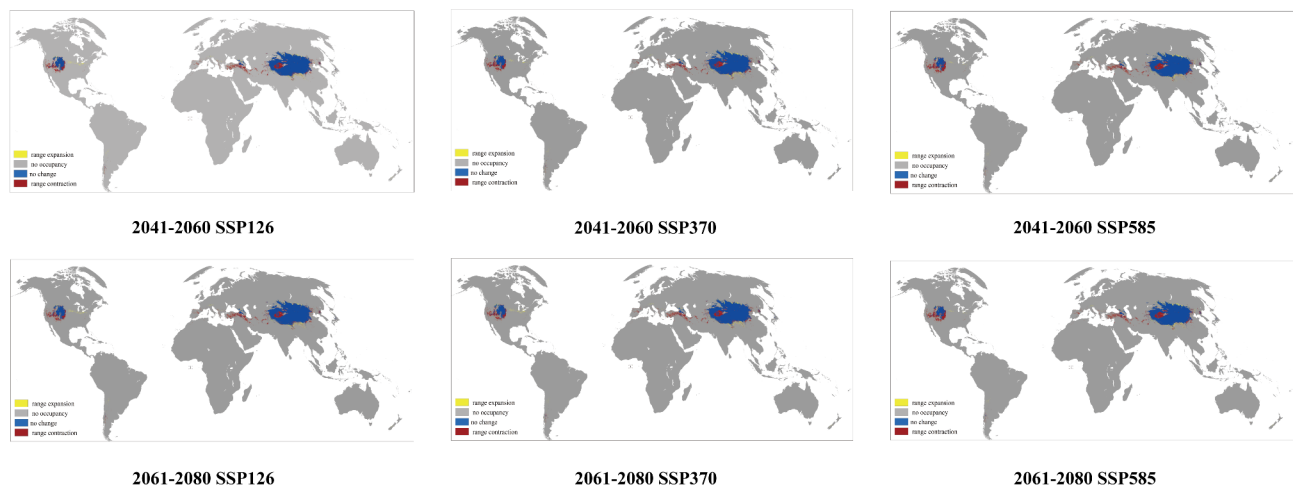 range expansion
no occupancy
no change
range contraction
range expansion
no occupancy
no change
range contraction
range expansion
no occupancy
no change
range contraction
2041-2060 SSP126
2041-2060 SSP370
2041-2060 SSP585
range expansion
no occupancy
no change
range contraction
range expansion
no occupancy
no change
range contraction
range expansion
no occupancy
no change
range contraction
2061-2080 SSP126
2061-2080 SSP370
2061-2080 SSP585